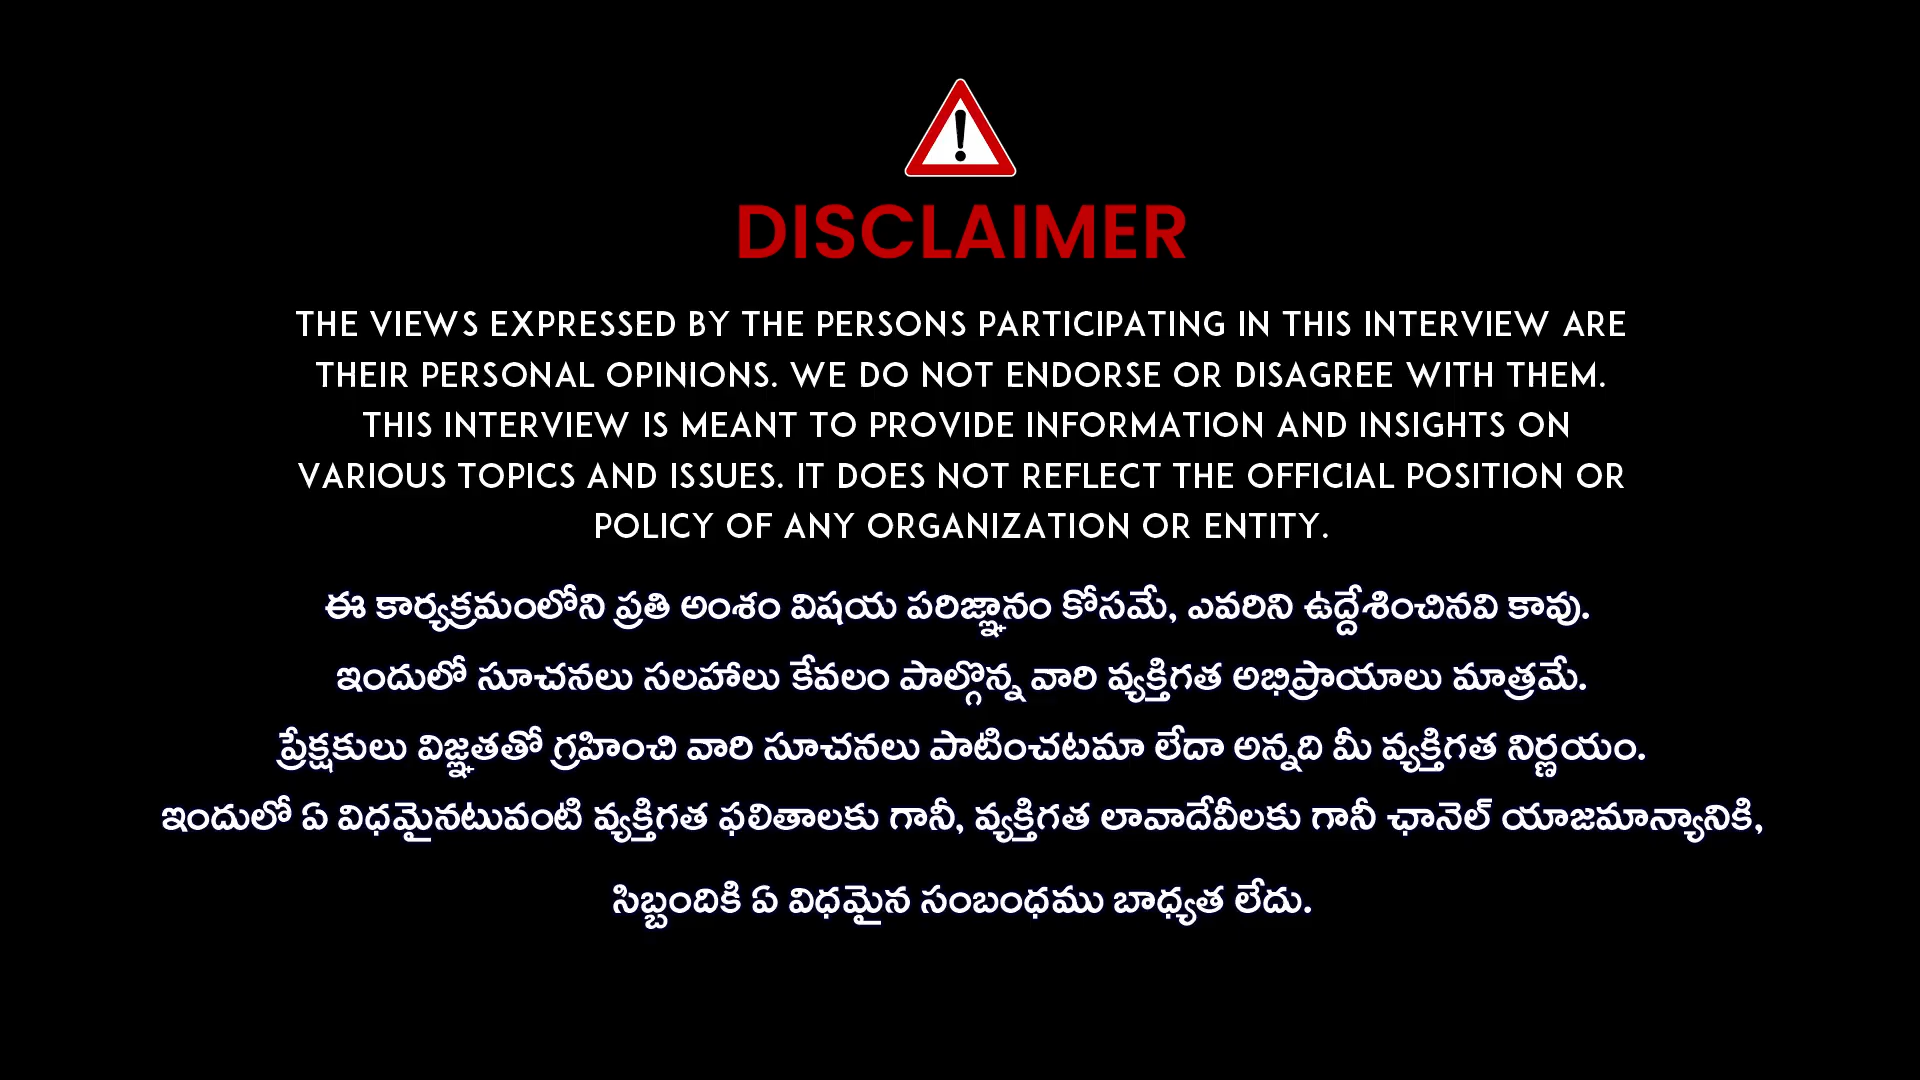 DISCLAIMER
THE VIEWS EXPRESSED BY THE PERSONS PARTICIPATING IN THIS INTERVIEW ARE
THEIR PERSONAL OPINIONS. WE DO NOT ENDORSE OR DISAGREE WITH THEM.
THIS INTERVIEW IS MEANT TO PROVIDE INFORMATION AND INSIGHTS ON
VARIOUS TOPICS AND ISSUES. IT DOES NOT REFLECT THE OFFICIAL POSITION OR
POLICY OF ANY ORGANIZATION OR ENTITY.
ఈ కార్యక్రమంలోని ప్రతి అంశం విషయ పరిజ్ఞానం కోసమే, ఎవరిని ఉద్దేశించినవి కావు.
ఇందులో సూచనలు సలహాలు కేవలం పాల్గొన్న వారి వ్యక్తిగత అభిప్రాయాలు మాత్రమే.
ప్రేక్షకులు విజ్ఞతతో గ్రహించి వారి సూచనలు పాటించటమా లేదా అన్నది మీ వ్యక్తిగత నిర్ణయం.
ఇందులో ఏ విధమైనటువంటి వ్యక్తిగత ఫలితాలకు గానీ, వ్యక్తిగత లావాదేవీలకు గానీ ఛానెల్ యాజమాన్యానికి,
సిబ్బందికి ఏ విధమైన సంబంధము బాధ్యత లేదు.